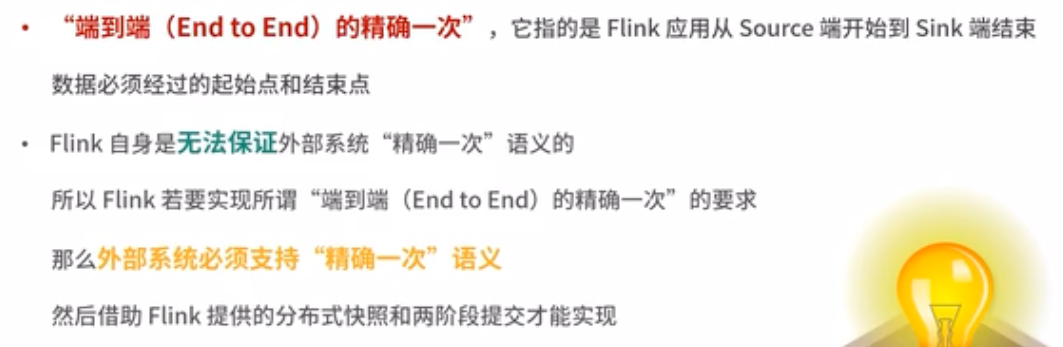 • “端到端（End to End）的精确一次”，它指的是 Flink 应用从 Source 端开始到 Sink 端结束
数据必须经过的起始点和结束点
• Flink 自身是无法保证外部系统“精确一次”语义的
所以 Flink 若要实现所谓“端到端（End to End）的精确一次”的要求
那么外部系统必须支持“精确一次”语义
然后借助 Flink 提供的分布式快照和两阶段提交才能实现